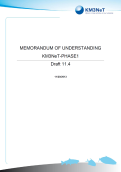 KM3NeT
MEMORANDUM OF UNDERSTANDING
KM3NeT-PHASE1
Draft 11.4